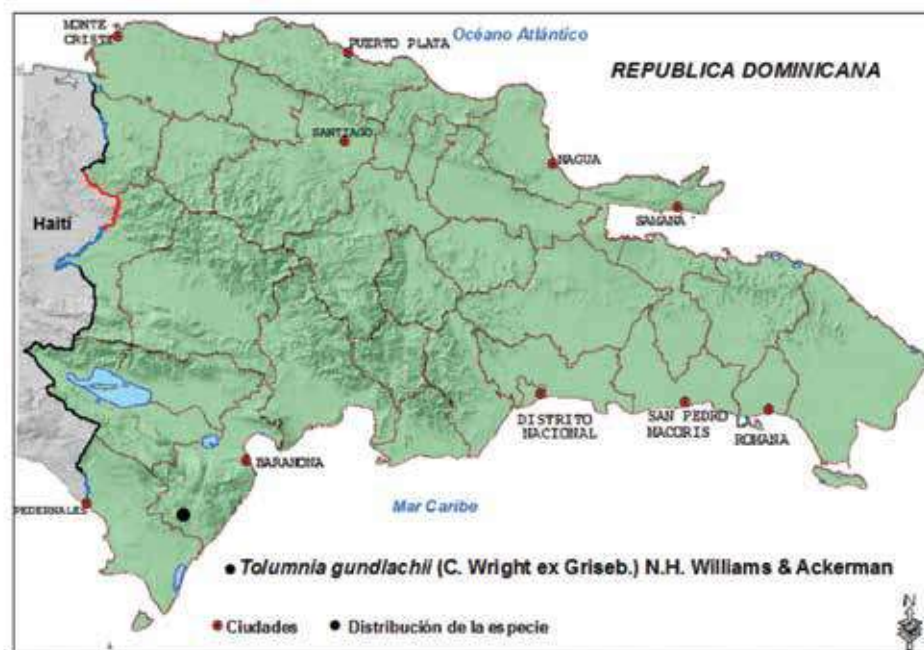 MONTE
CRISTI
PUERTO PLATA
Océano Atlántico
REPUBLICA DOMINICANA
SANTIAGO
NAGUA
SAMANA
Haití
DISTRITO
NACIONAL
SAN PEDRO
MACORIS
LA
ROMANA
BARAHONA
PEDERNALES
Mar Caribe
Tolumnia gundlachii (C. Wright ex Griseb.) N.H. Williams & Ackerman
Ciudades
Distribución de la especie
N